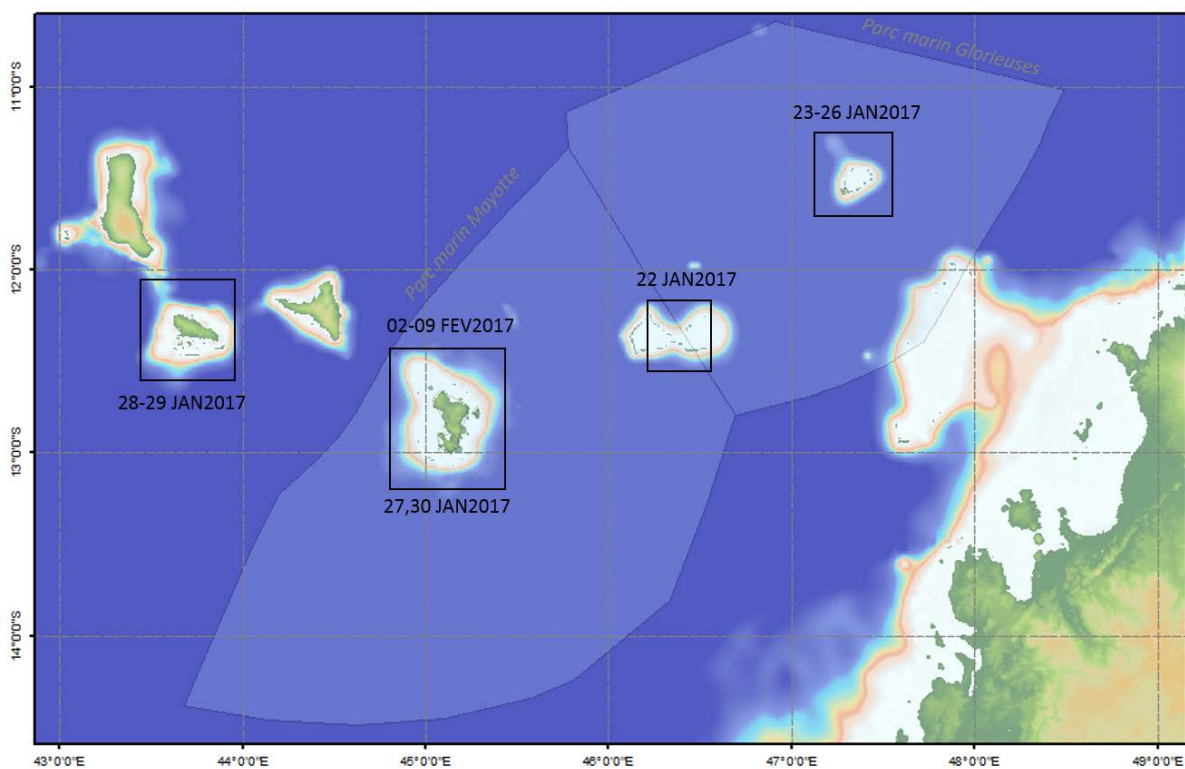 Parc marin Glorieuses
11°0'0"S
23-26 JAN2017
Parc marin Mayotte
12°0'0"S
22 JAN2017
02-09 FEV2017
28-29 JAN2017
13°0'0"S
27,30 JAN2017
14°0'0"S
43°0'0"E 44°0'0"E 45°0'0"E 46°0'0"E 47°0'0"E 48°0'0"E 49°0'0"E